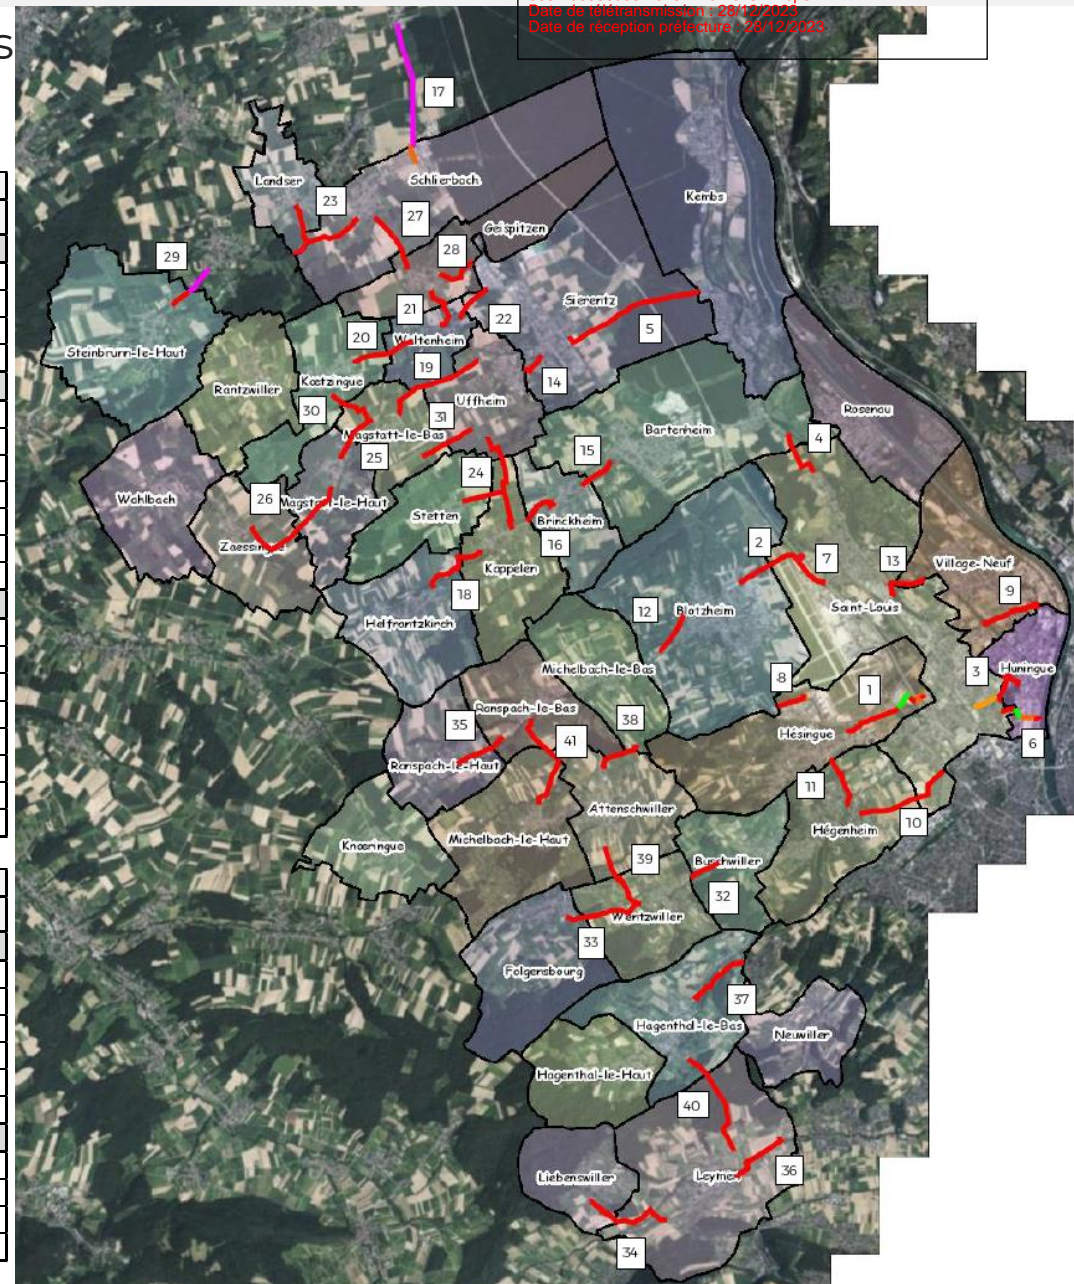 Date de télétransmission : 28/12/2023
Date de réception préfecture : 28/12/2023
s
17
Landser
Schlierbach
23
Kembs
27
Geispitzen
29
28
Sierentz
21
22
5
20
Waltenheim
Steinbrunn-le-Haut
19
14
Rantzwiller
Kœtzingue
30
31
Uffheim
Rosenau
Magstatt-le-Bas
Bartenheim
4
25
15
24
26
Wahlbach
Magstatt-le-Haut
Stetten
Brinckheim
Zaessingue
16
2
7
13
Village-Neuf
Kappelen
18
9
Saint-Louis
12
Blotzheim
Helfrantzkirch
Michelbach-le-Bas
3
Huningue
8
1
Ranspach-le-Bas
35
38
Hésingue
41
6
Ranspach-le-Haut
11
Attenschwiller
10
Hégenheim
Michelbach-le-Haut
Knœringue
39
Buschwiller
32
Wentzwiller
33
Folgensbourg
37
Hagenthal-le-Bas
Neuwiller
Hagenthal-le-Haut
40
36
Liebenswiller
Leymen
34